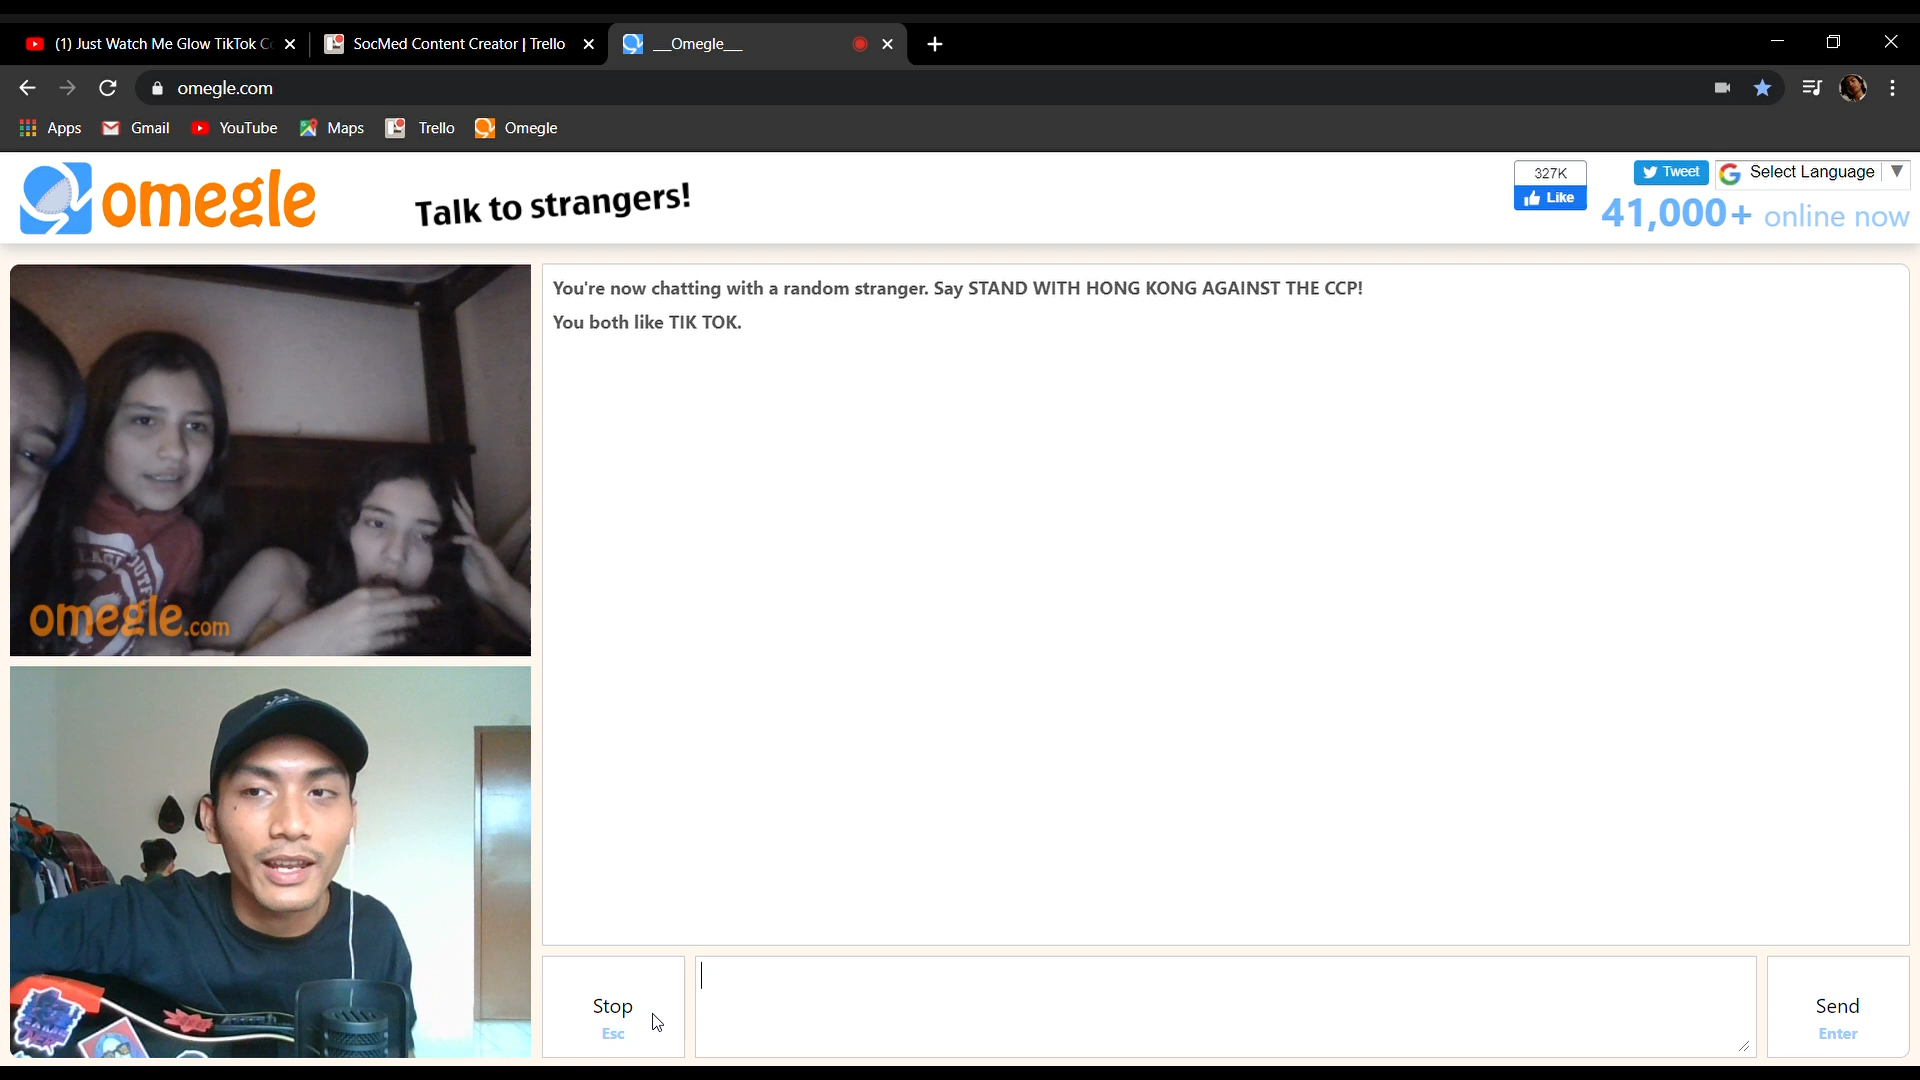 (1) Just Watch Me Glow TikTok C
SocMed Content Creator | Trello
__Omegle__
omegle.com
Apps
Gmail
YouTube
Maps
Trello
Omegle
omegle
Talk to strangers!
327K
Like
Tweet
Select Language
41,000+ online now
You're now chatting with a random stranger. Say STAND WITH HONG KONG AGAINST THE CCP!
You both like TIK TOK.
omegle.com
Stop
Esc
Send
Enter